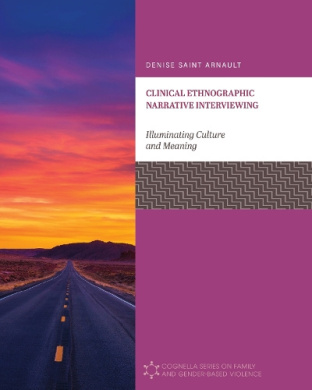 DENISE SAINT ARNAULT
CLINICAL ETHNOGRAPHIC
NARRATIVE INTERVIEWING
Illuminating Culture
and Meaning
COGNELLA SERIES ON FAMILY
AND GENDER-BASED VIOLENCE